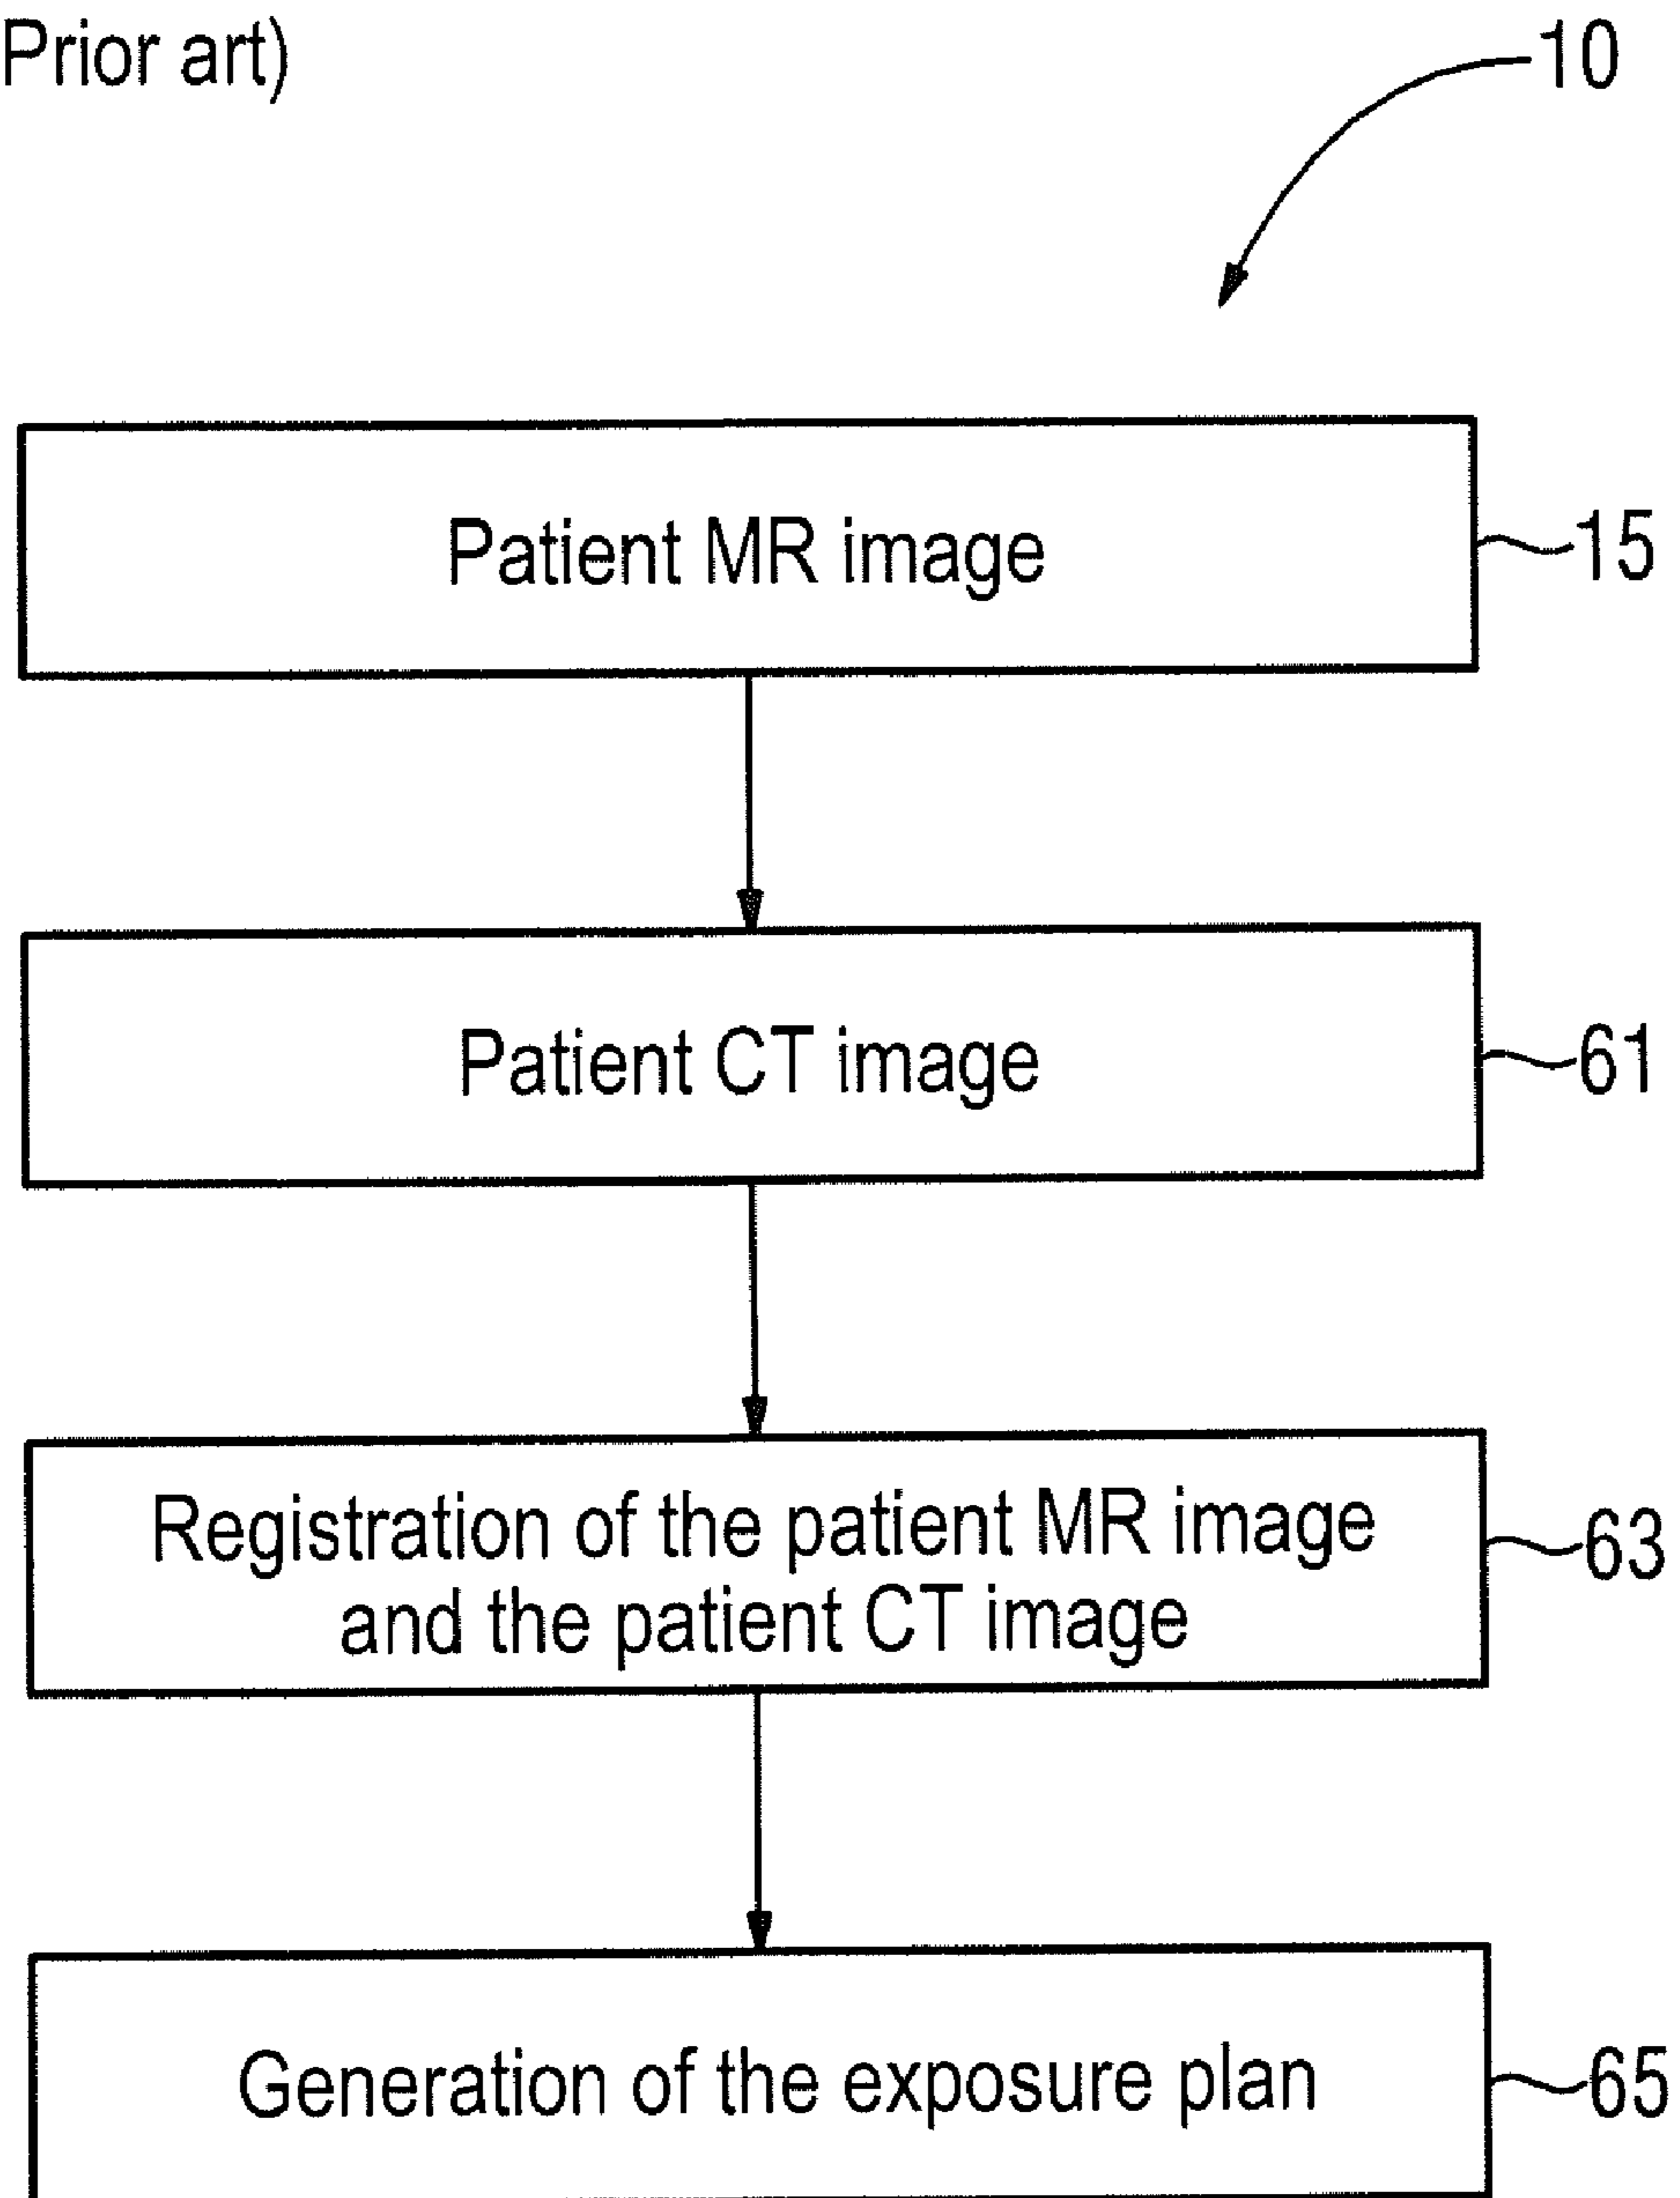 Prior art)
10
Patient MR image
15
Patient CT image
61
Registration of the patient MR image
and the patient CT image
63
Generation of the exposure plan
65